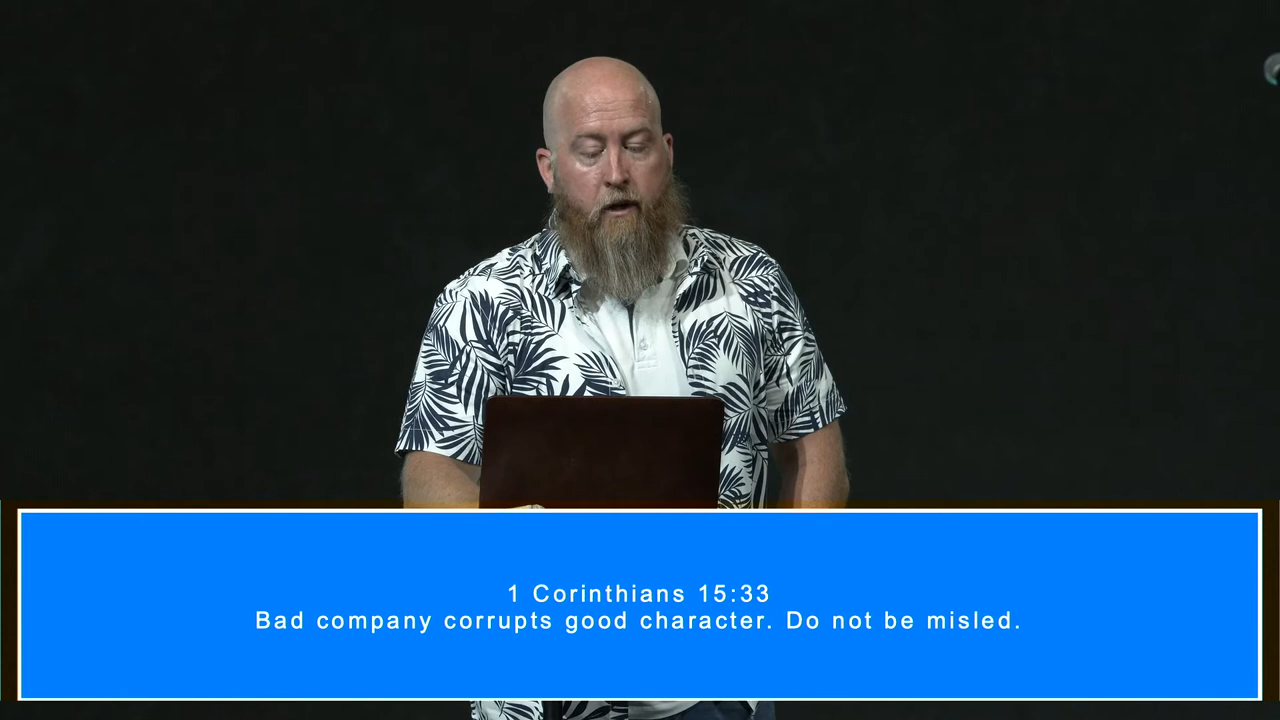 1 Corinthians 15:33
Bad company corrupts good character. Do not be misled.